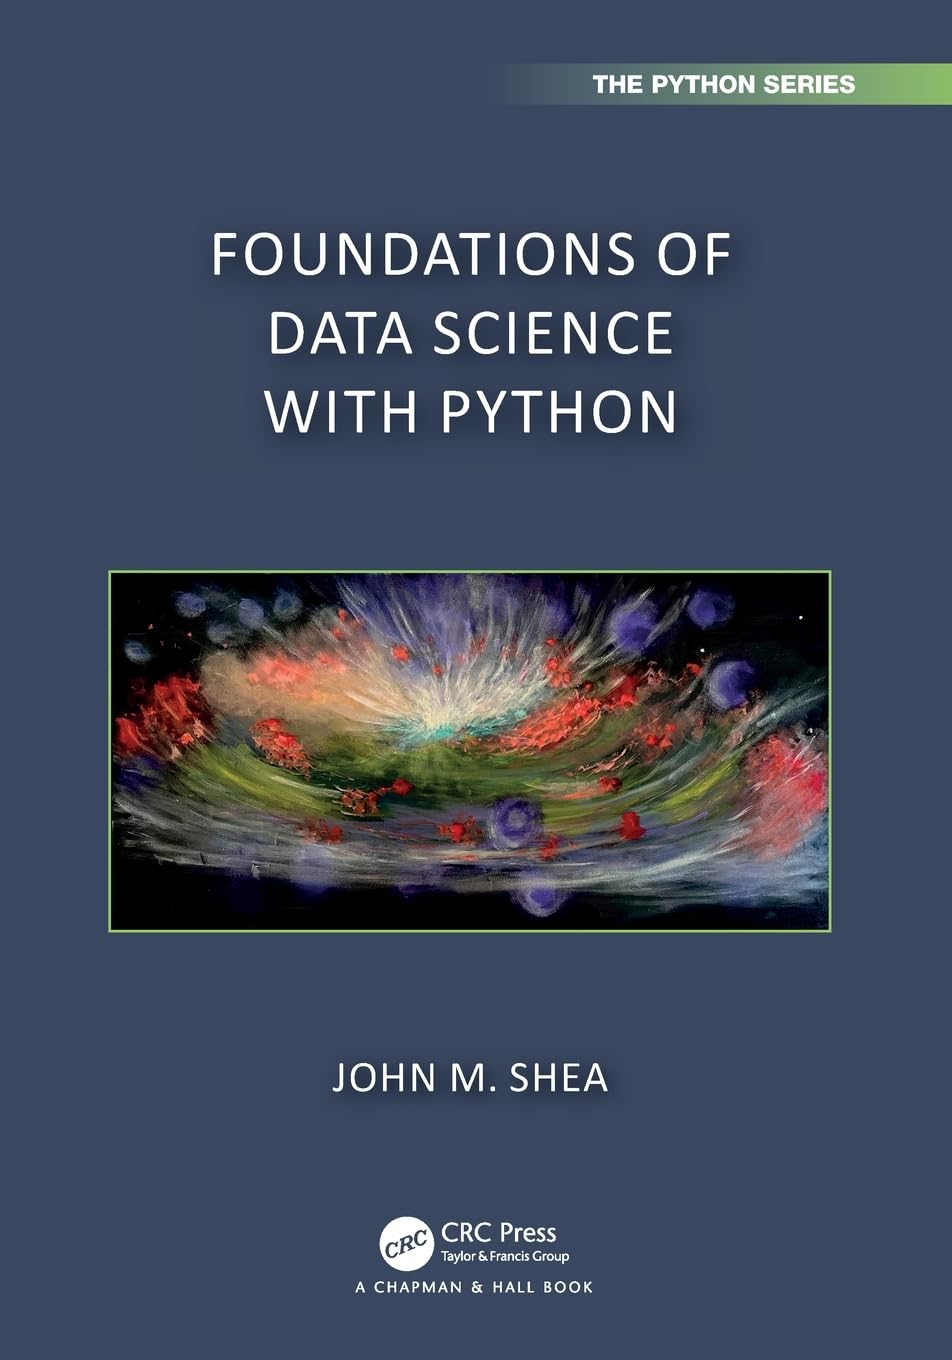 THE PYTHON SERIES
FOUNDATIONS OF
DATA SCIENCE
WITH PYTHON
JOHN M. SHEA
CRC
CRC Press
Taylor & Francis Group
A CHAPMAN & HALL BOOK